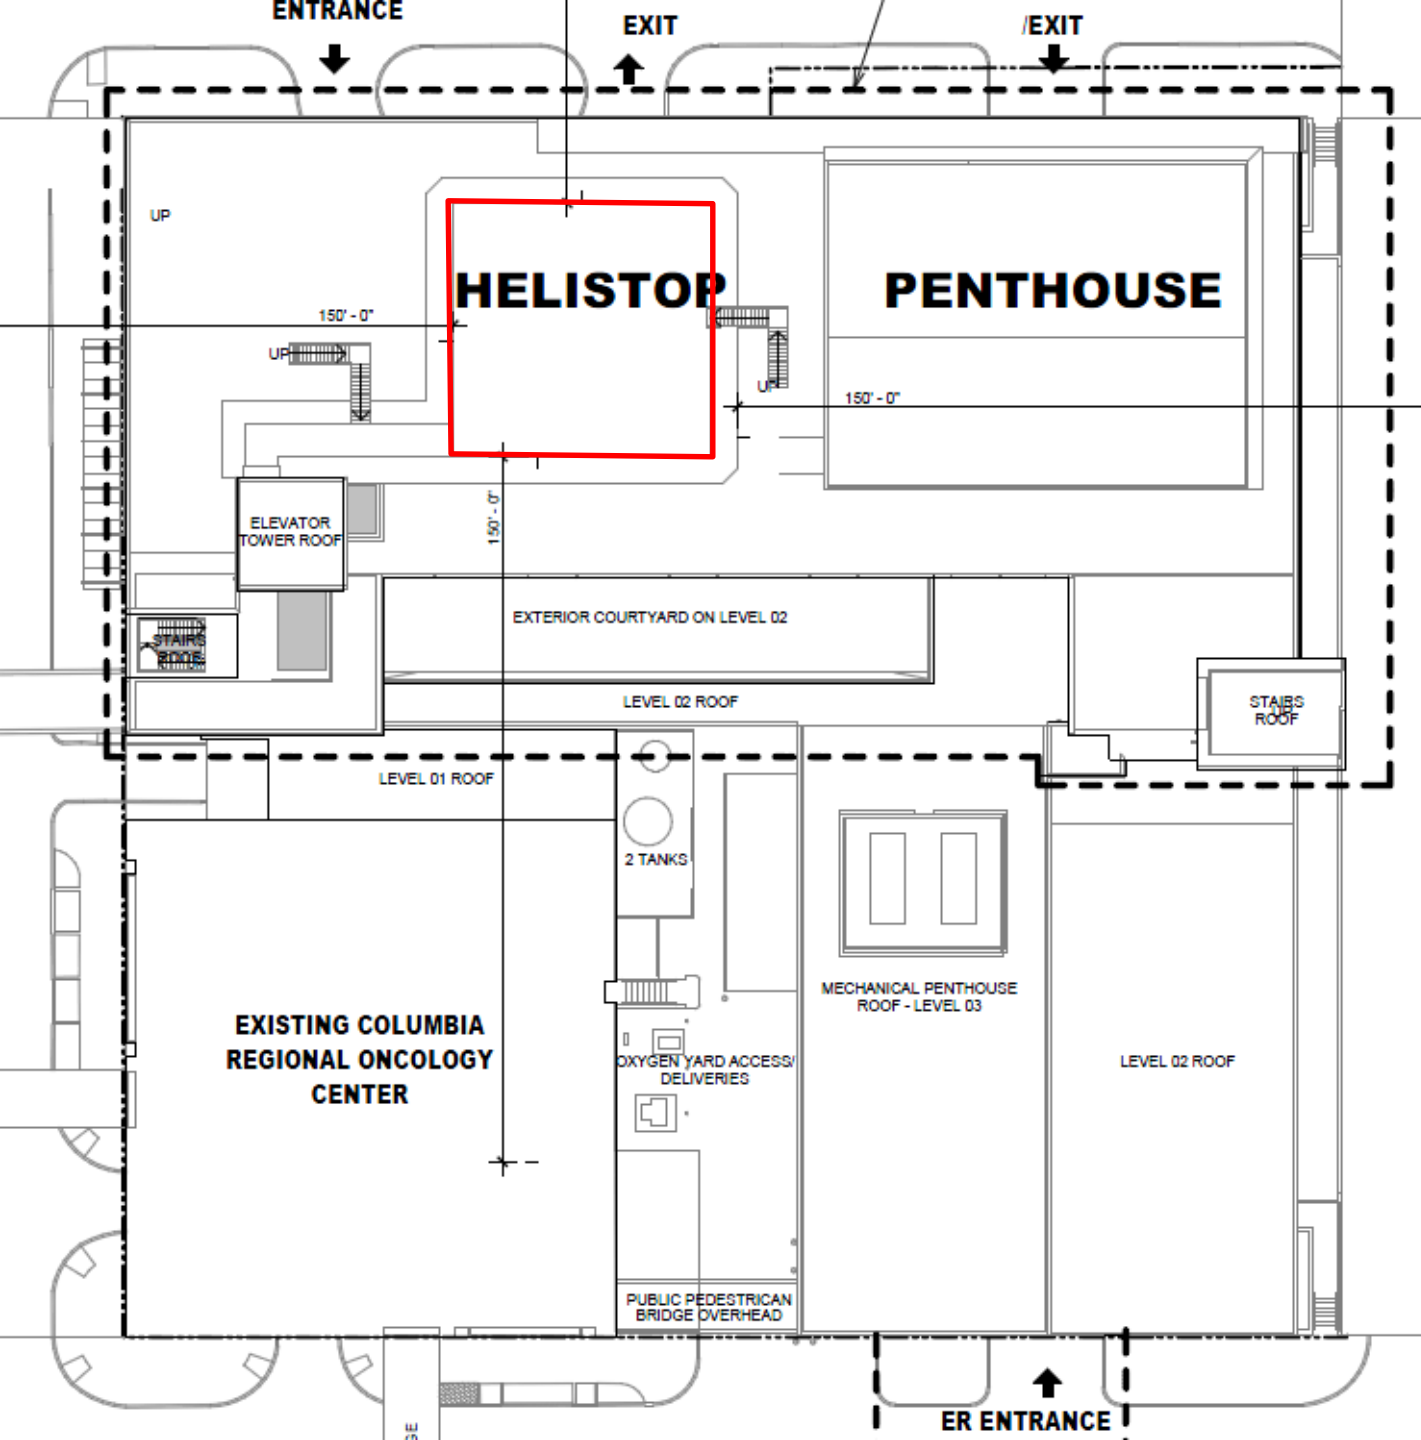 ENTRANCE
EXIT
/EXIT
UP
HELISTOP
PENTHOUSE
150' - 0"
UP
UP
150' - 0"
150' - 0"
ELEVATOR
TOWER ROOF
EXTERIOR COURTYARD ON LEVEL 02
STAIRS
ROOF
LEVEL 02 ROOF
STAIRS
ROOF
UP
LEVEL 01 ROOF
2 TANKS
MECHANICAL PENTHOUSE
ROOF - LEVEL 03
EXISTING COLUMBIA
REGIONAL ONCOLOGY
CENTER
OXYGEN YARD ACCESS/
DELIVERIES
LEVEL 02 ROOF
PUBLIC PEDESTRICAN
BRIDGE OVERHEAD
ER ENTRANCE